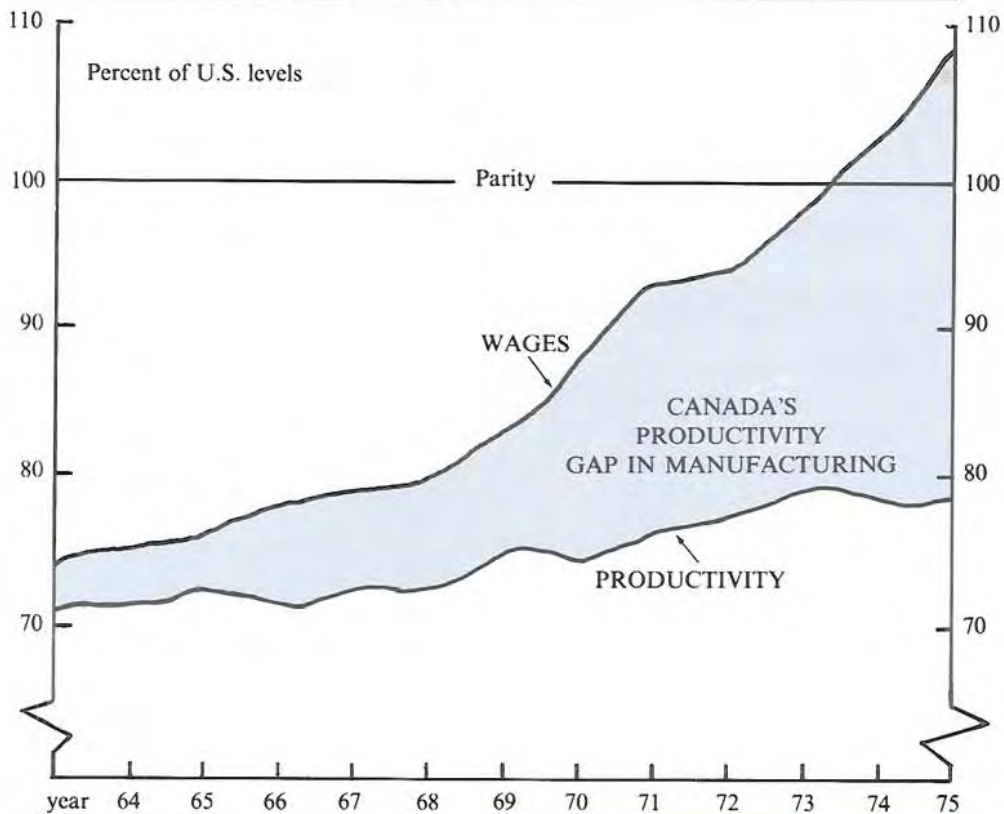 110
110
Percent of U.S. levels
100
Parity
100
90
90
WAGES
CANADA'S
PRODUCTIVITY
GAP IN MANUFACTURING
80
80
PRODUCTIVITY
70
70
year 64 65 66 67 68 69 70 71 72 73 74 75